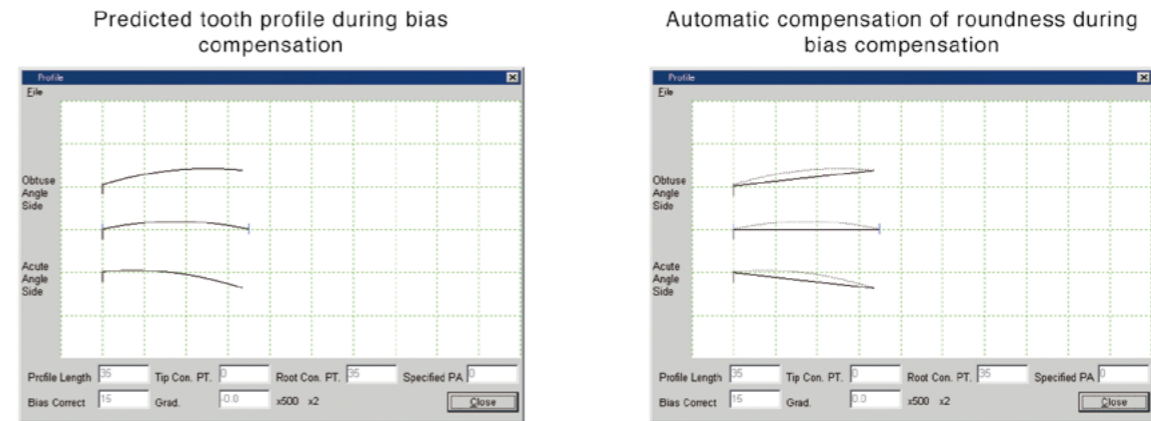 Predicted tooth profile during bias
compensation
Profile
File
Obtuse
Angle
Side
Acute
Angle
Side
Profile Length 35 Tip Con. PT. 0 Root Con. PT. 35 Specified PA 0
Bias Correct 15 Grad. -0.0 x500 x2 Close
Automatic compensation of roundness during
bias compensation
Profile
File
Obtuse
Angle
Side
Acute
Angle
Side
Profile Length 35 Tip Con. PT. 0 Root Con. PT. 35 Specified PA 0
Bias Correct 15 Grad. 0.0 x500 x2 Close